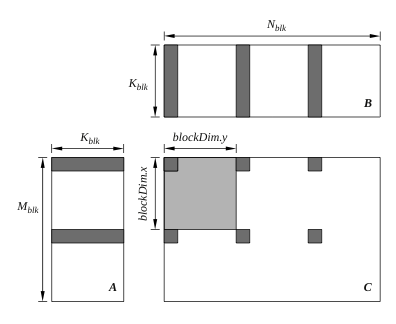 N_blk
K_blk
B
K_blk
blockDim.y
M_blk
blockDim.x
A
C